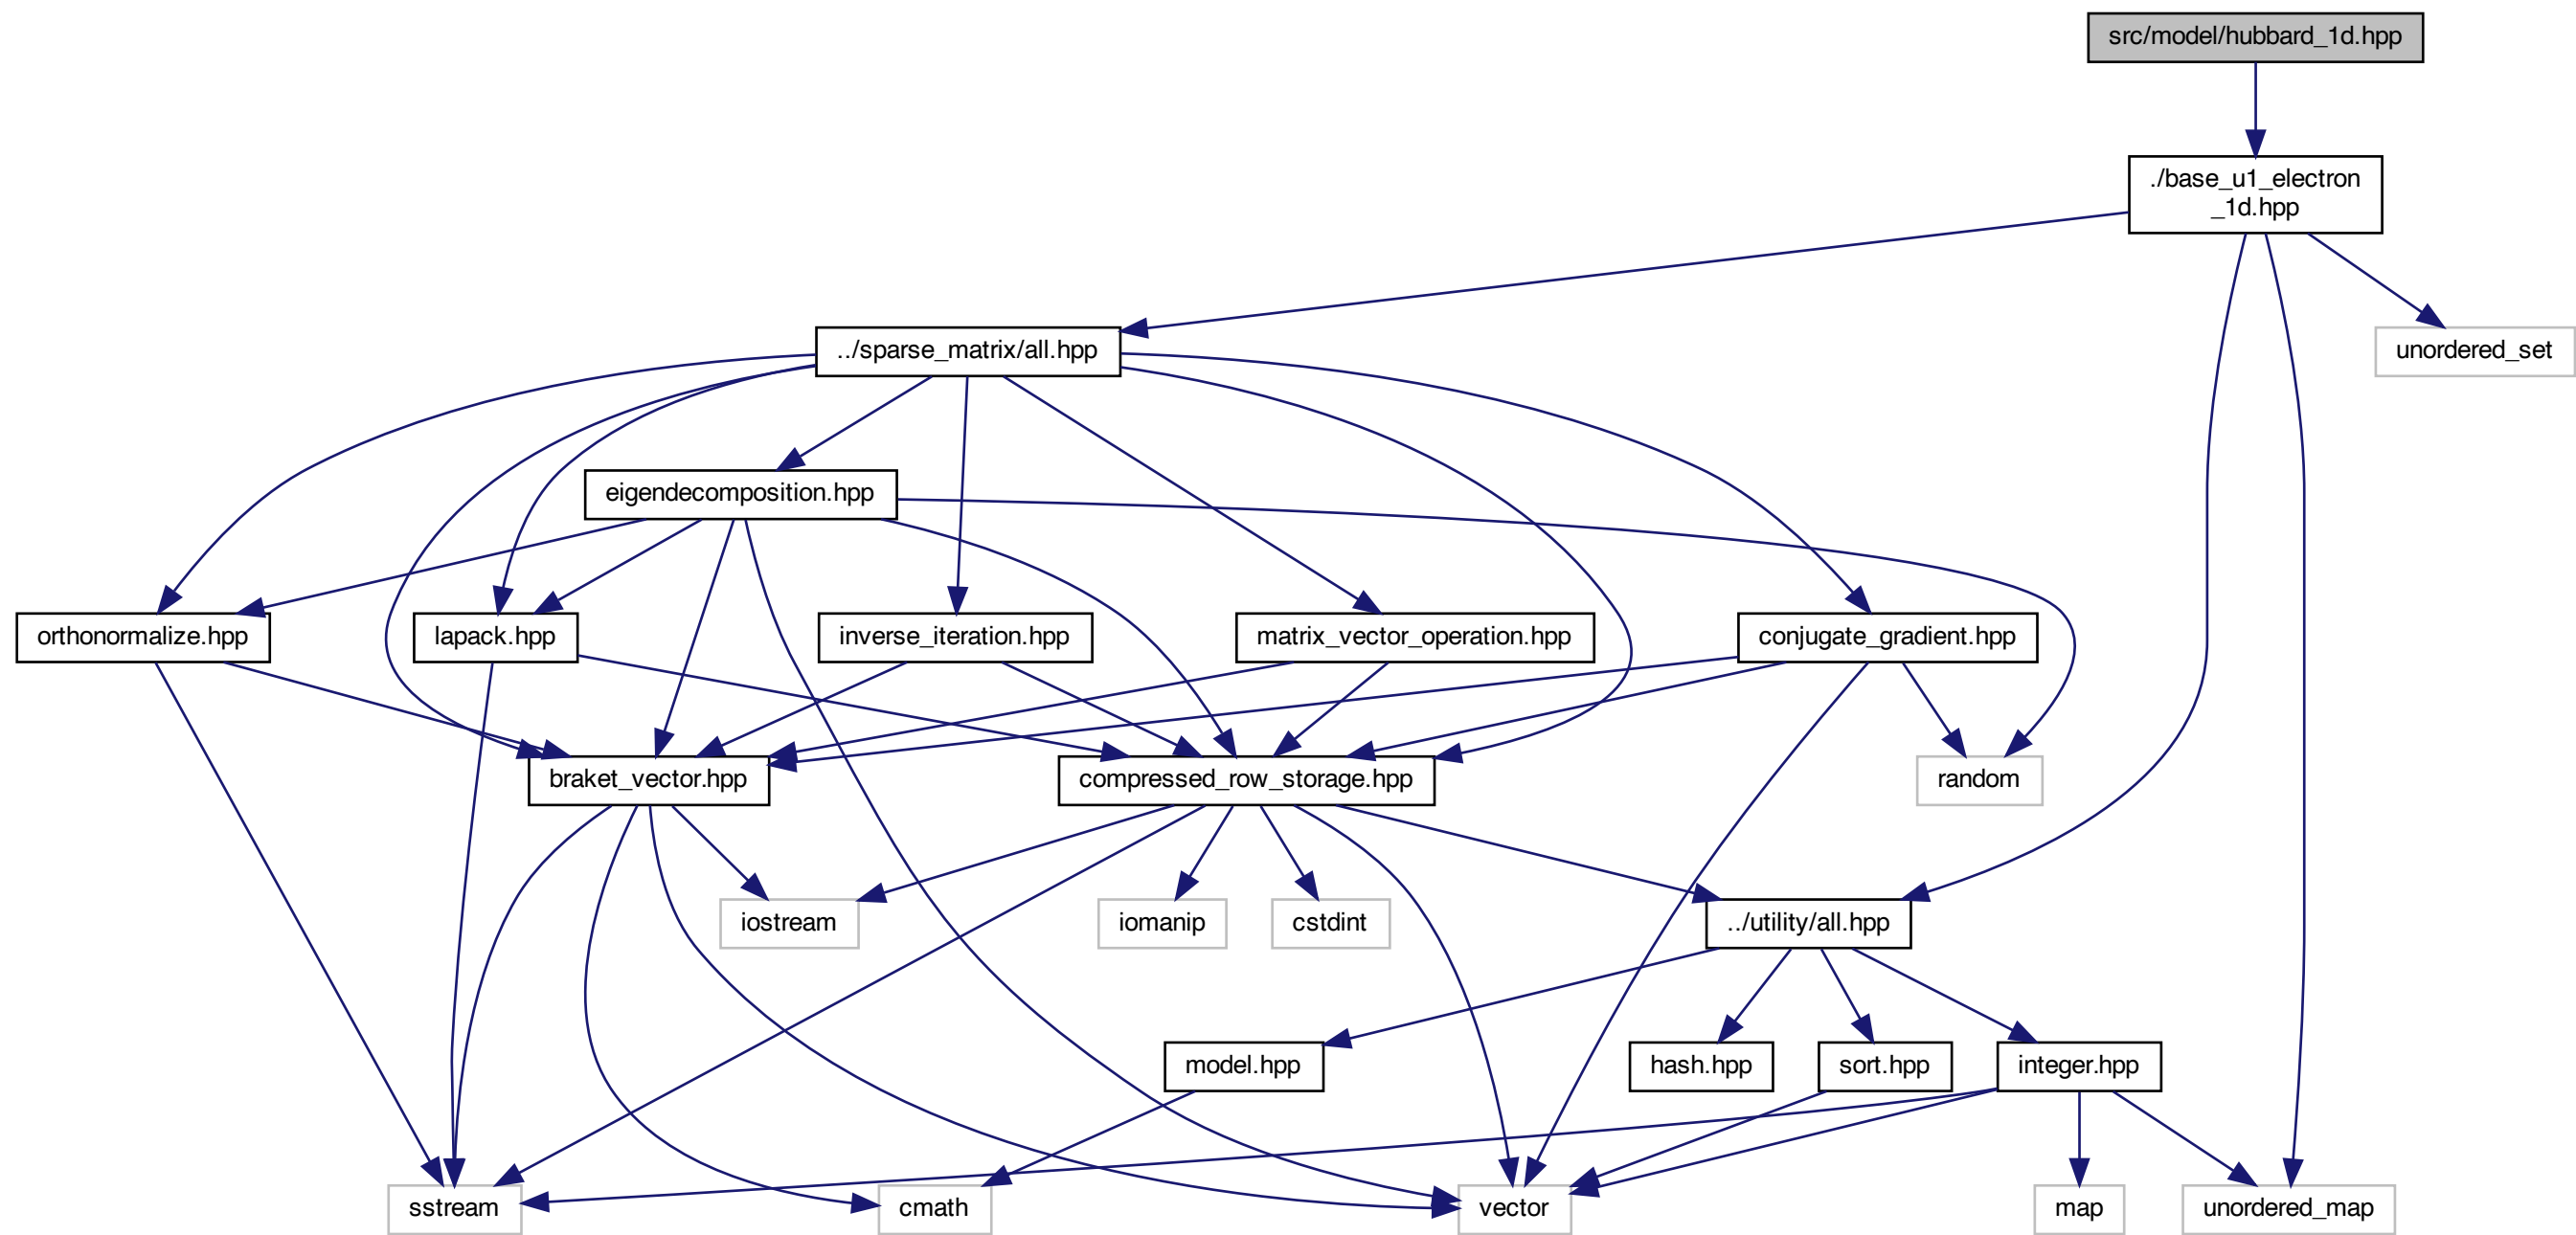 src/model/hubbard_1d.hpp
./base_u1_electron
_1d.hpp
../sparse_matrix/all.hpp
unordered_set
eigendecomposition.hpp
orthonormalize.hpp
lapack.hpp
inverse_iteration.hpp
matrix_vector_operation.hpp
conjugate_gradient.hpp
braket_vector.hpp
compressed_row_storage.hpp
random
iostream
iomanip
cstdint
../utility/all.hpp
model.hpp
hash.hpp
sort.hpp
integer.hpp
sstream
cmath
vector
map
unordered_map